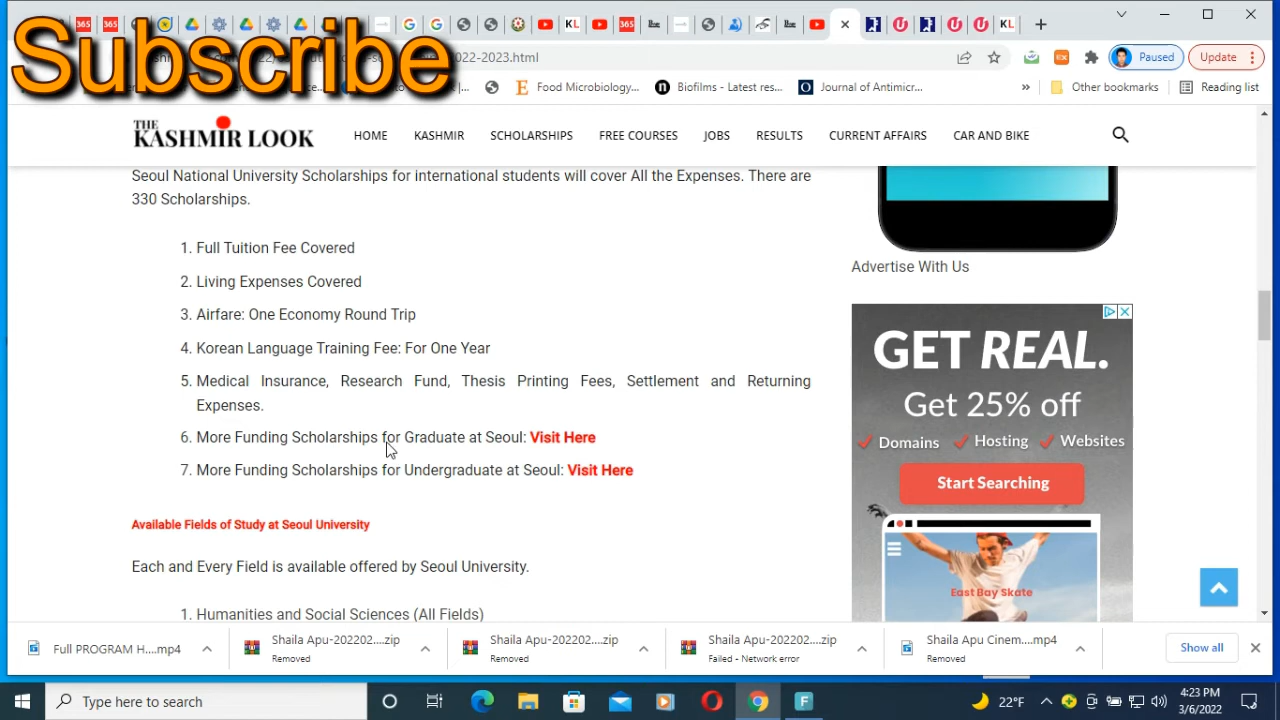 Subscribe
2022-2023.html
Paused
Update
Food Microbiology...
Biofilms - Latest res...
Journal of Antimicr...
»
Other bookmarks
Reading list
THE
KASHMIR LOOK
HOME
KASHMIR
SCHOLARSHIPS
FREE COURSES
JOBS
RESULTS
CURRENT AFFAIRS
CAR AND BIKE
Seoul National University Scholarships for international students will cover All the Expenses. There are
330 Scholarships.
1. Full Tuition Fee Covered
2. Living Expenses Covered
3. Airfare: One Economy Round Trip
4. Korean Language Training Fee: For One Year
5. Medical Insurance, Research Fund, Thesis Printing Fees, Settlement and Returning
Expenses.
6. More Funding Scholarships for Graduate at Seoul: Visit Here
7. More Funding Scholarships for Undergraduate at Seoul: Visit Here
Available Fields of Study at Seoul University
Each and Every Field is available offered by Seoul University.
1. Humanities and Social Sciences (All Fields)
Advertise With Us
GET REAL.
Get 25% off
Domains
Hosting
Websites
Start Searching
East Bay Skate
Full PROGRAM H....mp4
Shaila Apu-202202....zip
Removed
Shaila Apu-202202....zip
Removed
Shaila Apu-202202....zip
Failed - Network error
Shaila Apu Cinem....mp4
Removed
Show all
Type here to search
22°F
4:23 PM
3/6/2022